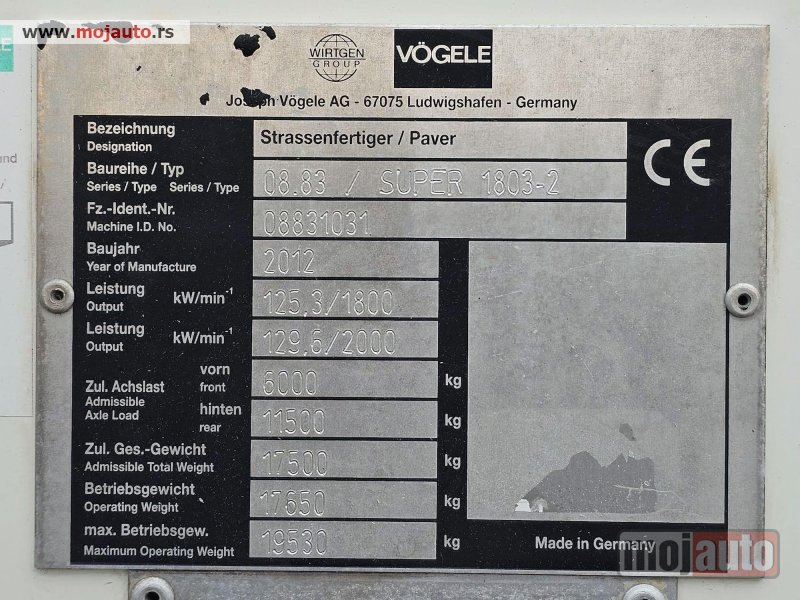 www.mojauto.rs
WIRTGEN
GROUP
VÖGELE
Joseph Vögele AG - 67075 Ludwigshafen - Germany
Bezeichnung
Designation
Strassenfertiger / Paver
Baureihe / Typ
Series / Type Series / Type
08.83 / SUPER 1803-2
Fz.-Ident.-Nr.
Machine I.D. No.
08831031
Baujahr
Year of Manufacture
2012
Leistung
Output
kW/min-1
125,3/1800
Leistung
Output
kW/min-1
129,6/2000
Zul. Achslast
Admissible
Axle Load
vorn
front
6000 kg
hinten
rear
11500 kg
Zul. Ges.-Gewicht
Admissible Total Weight
17500 kg
Betriebsgewicht
Operating Weight
17650 kg
max. Betriebsgew.
Maximum Operating Weight
19530 kg
CE
Made in Germany
mojauto